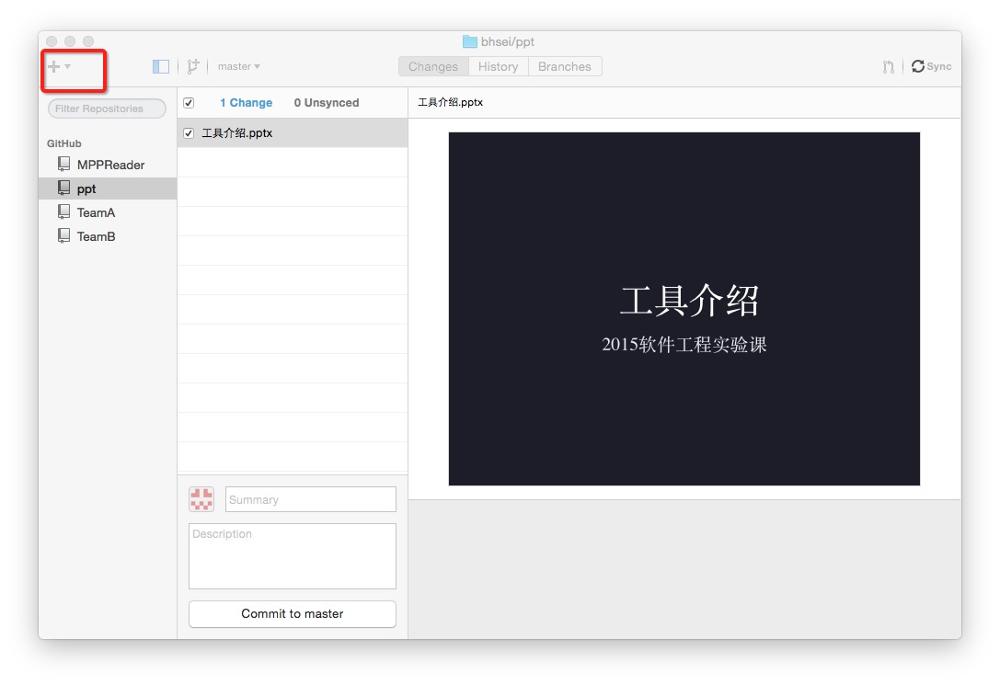 bhsei/ppt
master
Changes
History
Branches
Sync
Filter Repositories
GitHub
MPPReader
ppt
TeamA
TeamB
1 Change
0 Unsynced
工具介绍.pptx
Summary
Description
Commit to master
工具介绍.pptx
工具介绍
2015软件工程实验课